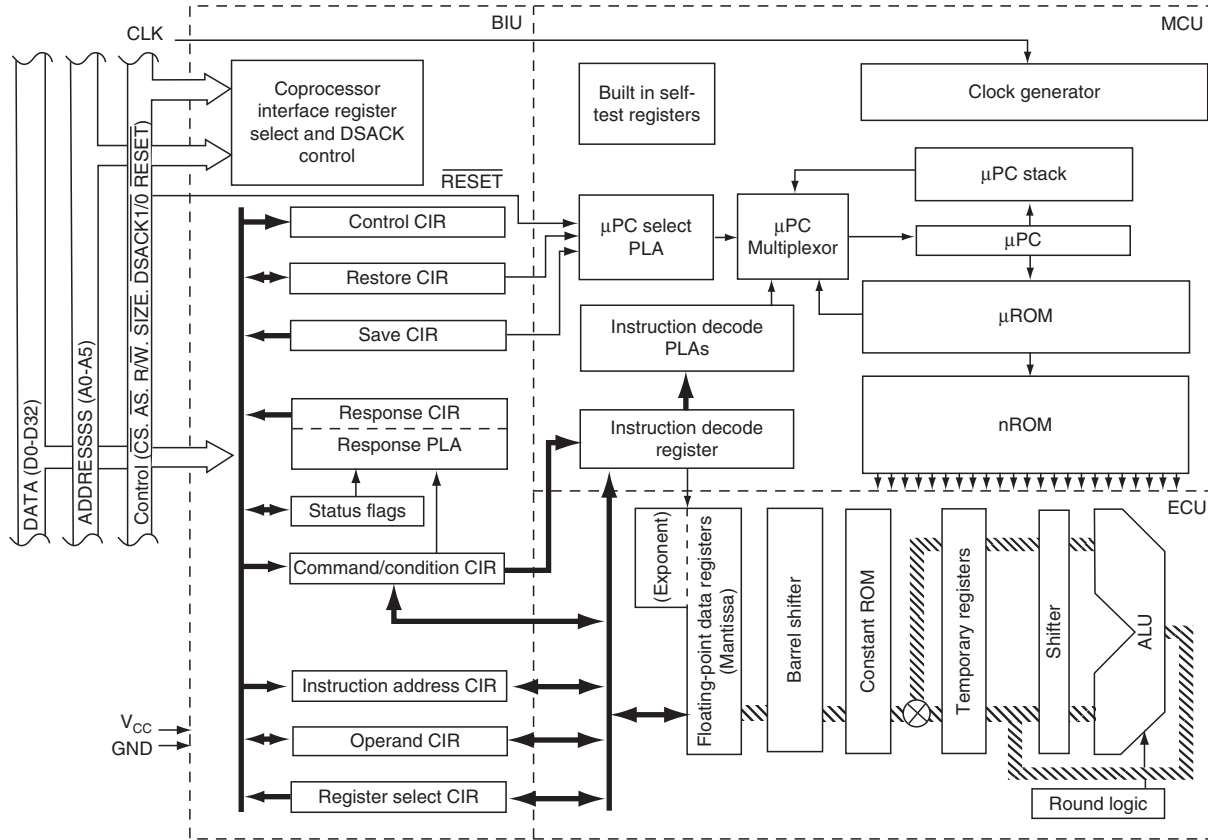 BIU
MCU
CLK
Coprocessor
interface register
select and DSACK
control
Built in self-
test registers
Clock generator
RESET
μPC stack
Control CIR
μPC select
PLA
μPC
Multiplexor
μPC
Restore CIR
Save CIR
Instruction decode
PLAs
μROM
Response CIR
Response PLA
Instruction decode
register
nROM
DATA (D0-D32)
ADDRESSSS (A0-A5)
Control (CS. AS. R/W. SIZE. DSACK1/0 RESET)
Status flags
ECU
Command/condition CIR
(Exponent)
Floating-point data registers
(Mantissa)
Barrel shifter
Constant ROM
Temporary registers
Shifter
ALU
Instruction address CIR
VCC
GND
Operand CIR
Register select CIR
Round logic